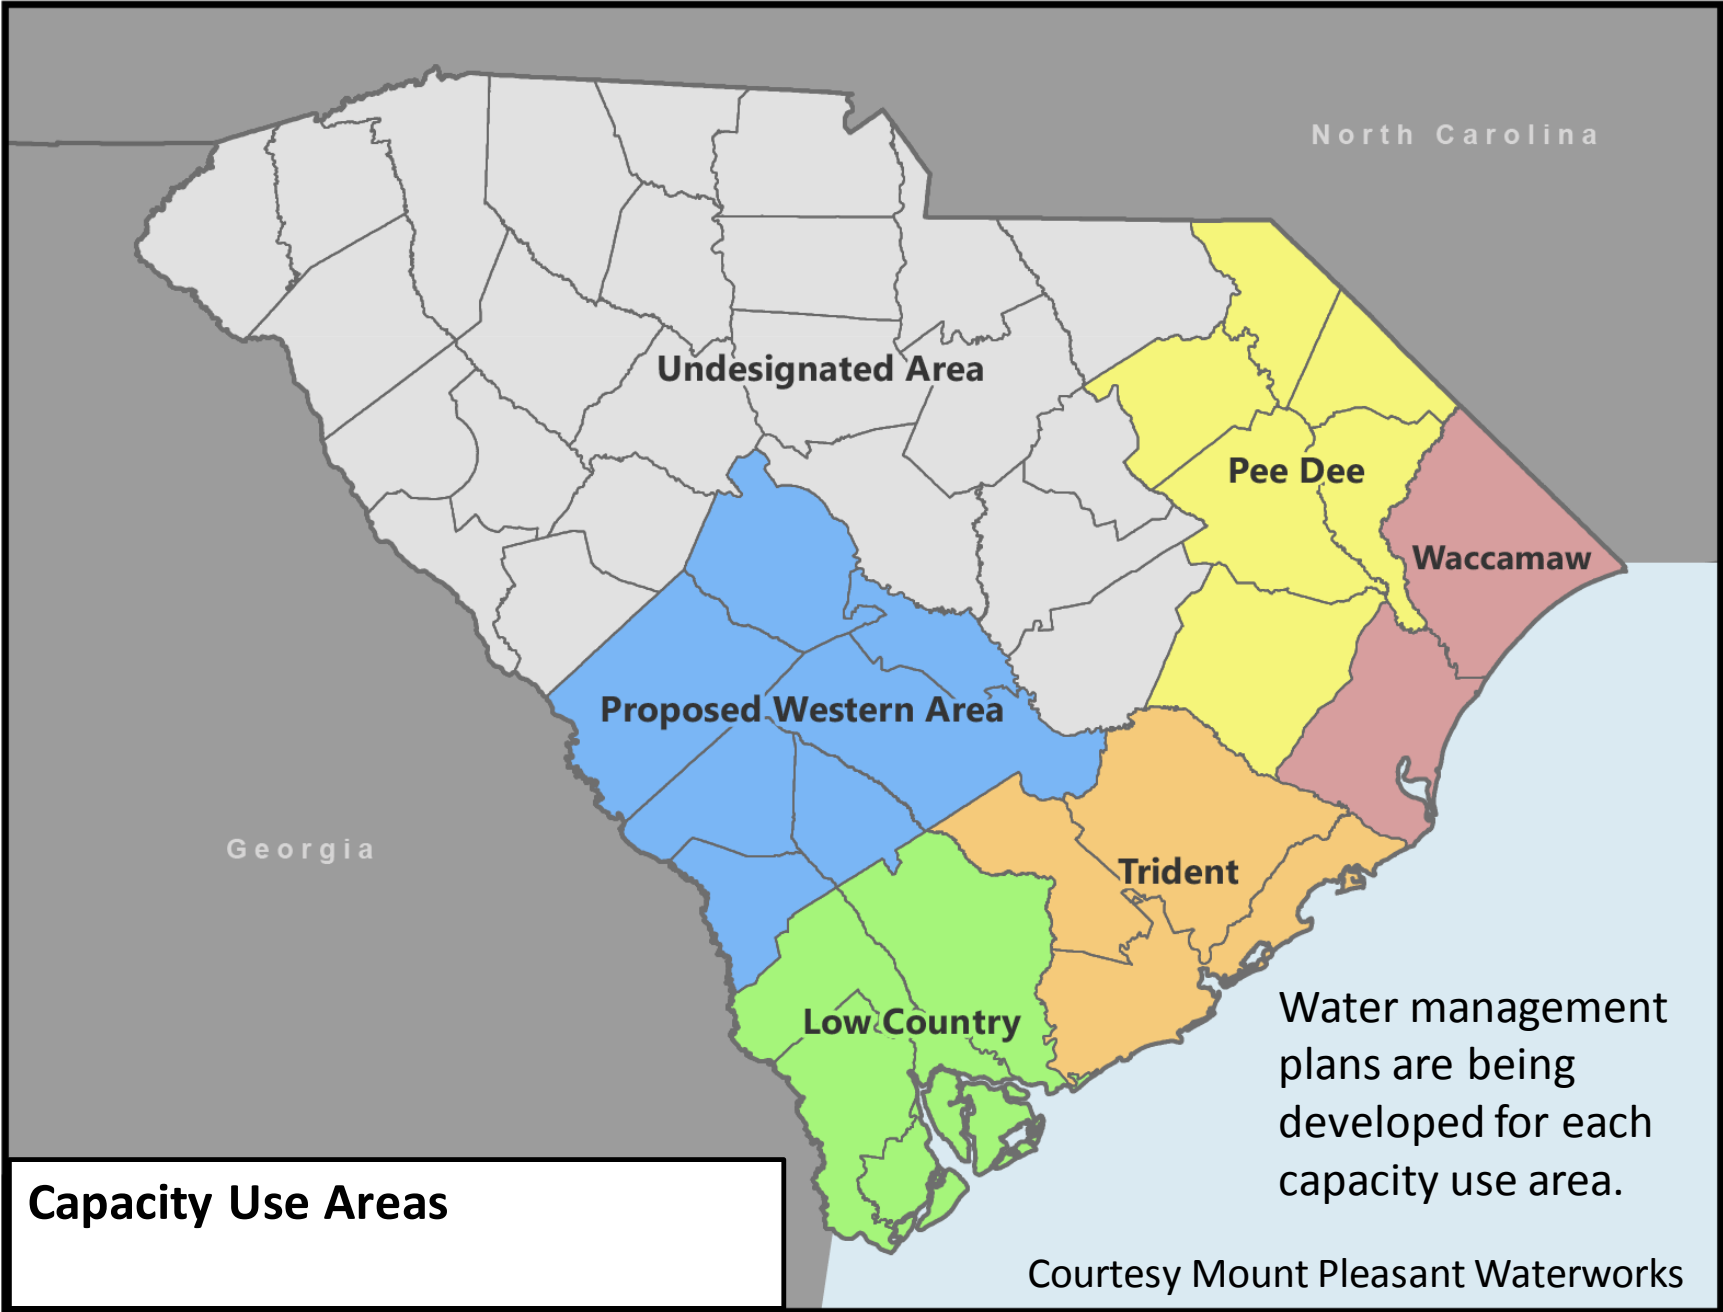 North Carolina
Undesignated Area
Pee Dee
Waccamaw
Proposed Western Area
Georgia
Trident
Low Country
Water management
plans are being
developed for each
capacity use area.
Capacity Use Areas
Courtesy Mount Pleasant Waterworks